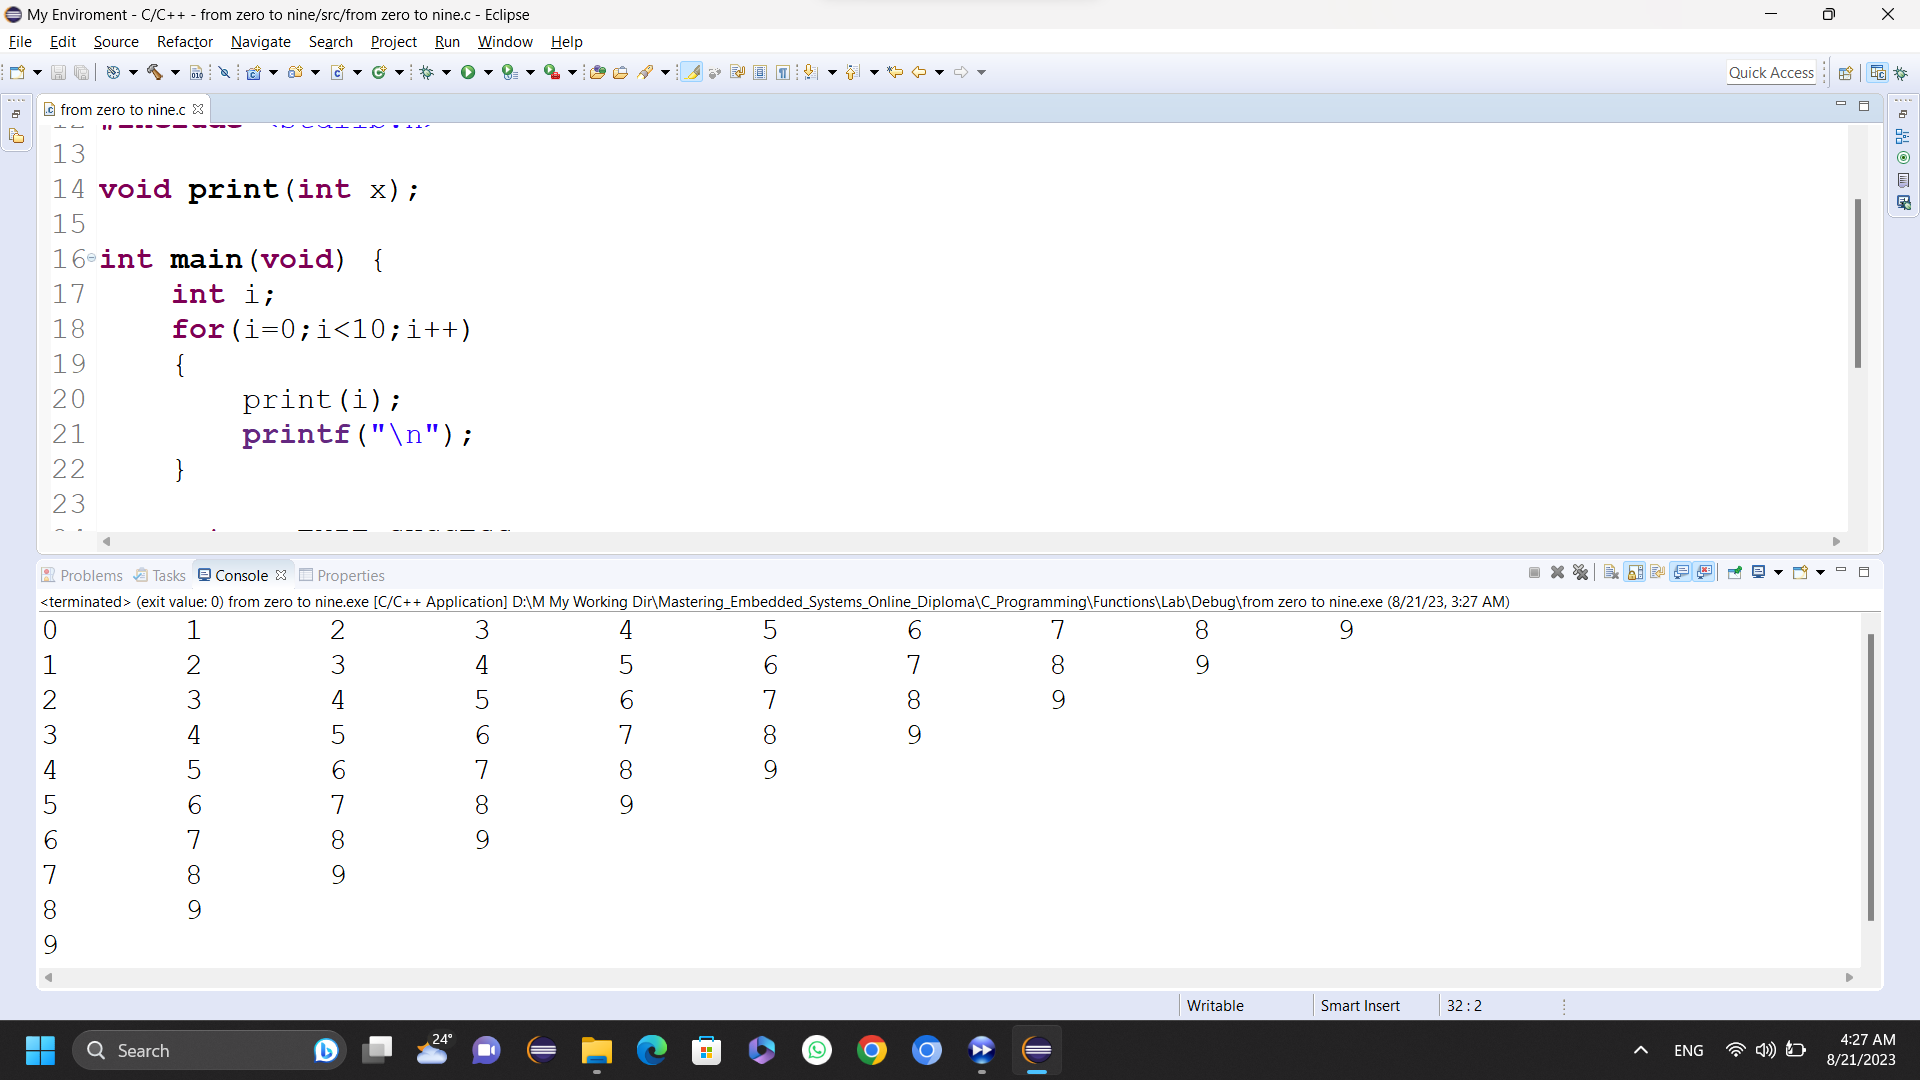 My Enviroment - C/C++ - from zero to nine/src/from zero to nine.c - Eclipse
File Edit Source Refactor Navigate Search Project Run Window Help
Quick Access
from zero to nine.c
12 #include <stdlib.h>
13
14 void print(int x);
15
16 int main(void) {
17 int i;
18 for(i=0;i<10;i++)
19 {
20 print(i);
21 printf("\n");
22 }
23
Problems Tasks Console Properties
<terminated> (exit value: 0) from zero to nine.exe [C/C++ Application] D:\M My Working Dir\Mastering_Embedded_Systems_Online_Diploma\C_Programming\Functions\Lab\Debug\from zero to nine.exe (8/21/23, 3:27 AM)
0 1 2 3 4 5 6 7 8 9
1 2 3 4 5 6 7 8 9
2 3 4 5 6 7 8 9
3 4 5 6 7 8 9
4 5 6 7 8 9
5 6 7 8 9
6 7 8 9
7 8 9
8 9
9
Writable Smart Insert 32 : 2
Search 24° ENG 4:27 AM
8/21/2023